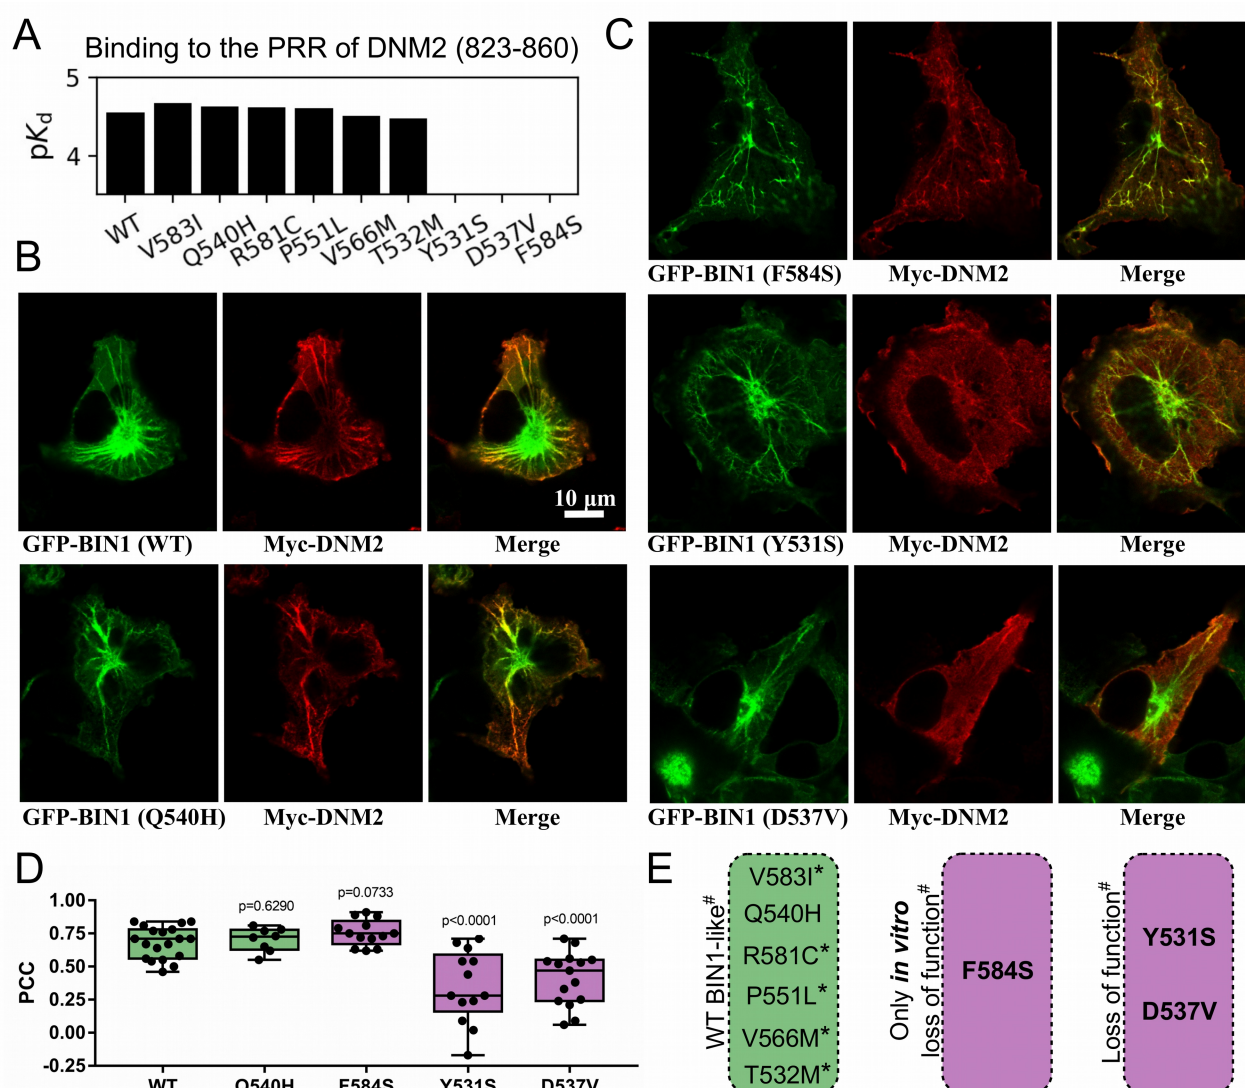 A
Binding to the PRR of DNM2 (823-860)
5
4
pKd
WT
V583I
Q540H
R581C
P551L
V566M
T532M
Y531S
D537V
F584S
B
10 μm
GFP-BIN1 (WT)
Myc-DNM2
Merge
GFP-BIN1 (Q540H)
Myc-DNM2
Merge
C
GFP-BIN1 (F584S)
Myc-DNM2
Merge
GFP-BIN1 (Y531S)
Myc-DNM2
Merge
GFP-BIN1 (D537V)
Myc-DNM2
Merge
D
1.00
0.75
0.50
0.25
0.00
-0.25
PCC
p=0.6290
p=0.0733
p<0.0001
p<0.0001
WT
Q540H
F584S
Y531S
D537V
E
WT BIN1-like#
V583I*
Q540H
R581C*
P551L*
V566M*
T532M*
Only in vitro
loss of function#
F584S
Loss of function#
Y531S
D537V